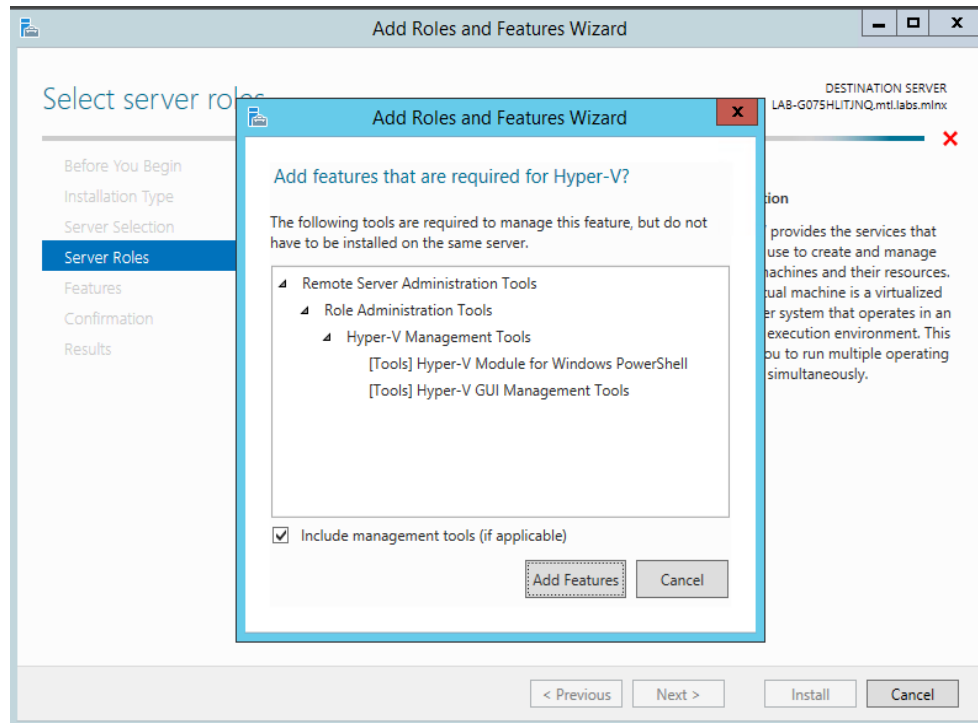 Add Roles and Features Wizard
Select server
DESTINATION SERVER
LAB-G075HLITJNQ.mtl.labs.mlnx
Before You Begin
Installation Type
Server Selection
Server Roles
Features
Confirmation
Results
Add Roles and Features Wizard
Add features that are required for Hyper-V?
The following tools are required to manage this feature, but do not
have to be installed on the same server.
Remote Server Administration Tools
Role Administration Tools
Hyper-V Management Tools
[Tools] Hyper-V Module for Windows PowerShell
[Tools] Hyper-V GUI Management Tools
Include management tools (if applicable)
Add Features
Cancel
provides the services that
use to create and manage
and their resources.
machine is a virtualized
system that operates in an
execution environment. This
to run multiple operating
simultaneously.
< Previous
Next >
Install
Cancel